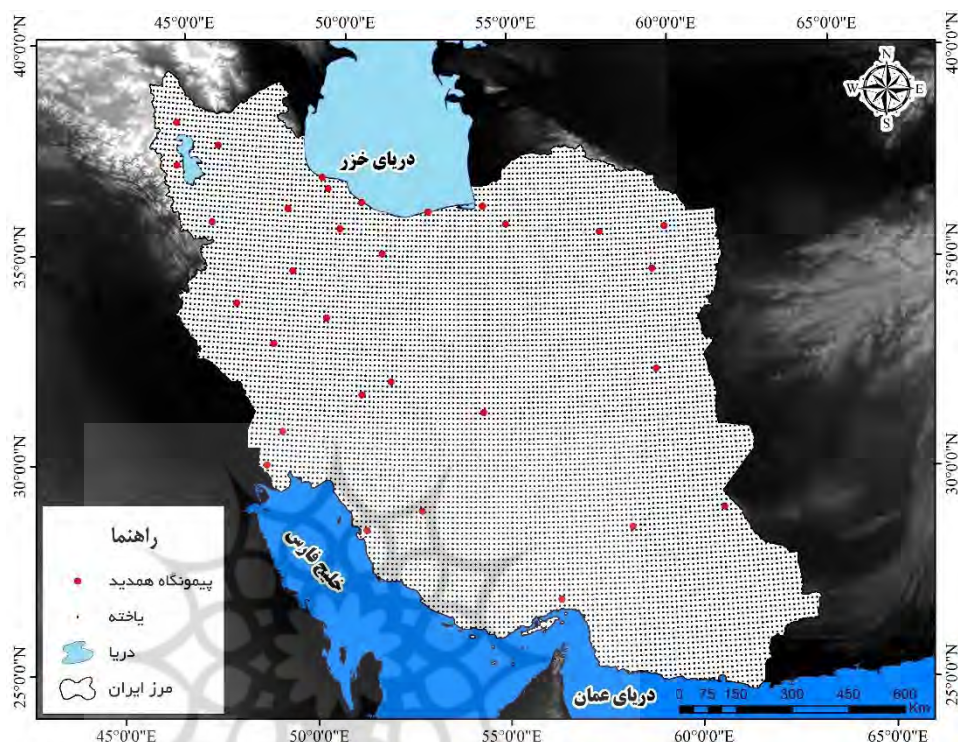 45°0'0"E 50°0'0"E 55°0'0"E 60°0'0"E 65°0'0"E
40°0'0"N
40°0'0"N
N
W E
S
دریای خزر
35°0'0"N
35°0'0"N
30°0'0"N
30°0'0"N
راهنما
پیمونگاه همدید
یاخته
دریا
مرز ایران
خلیج فارس
25°0'0"N
25°0'0"N
دریای عمان
0 75 150 300 450 600
Km
45°0'0"E 50°0'0"E 55°0'0"E 60°0'0"E 65°0'0"E